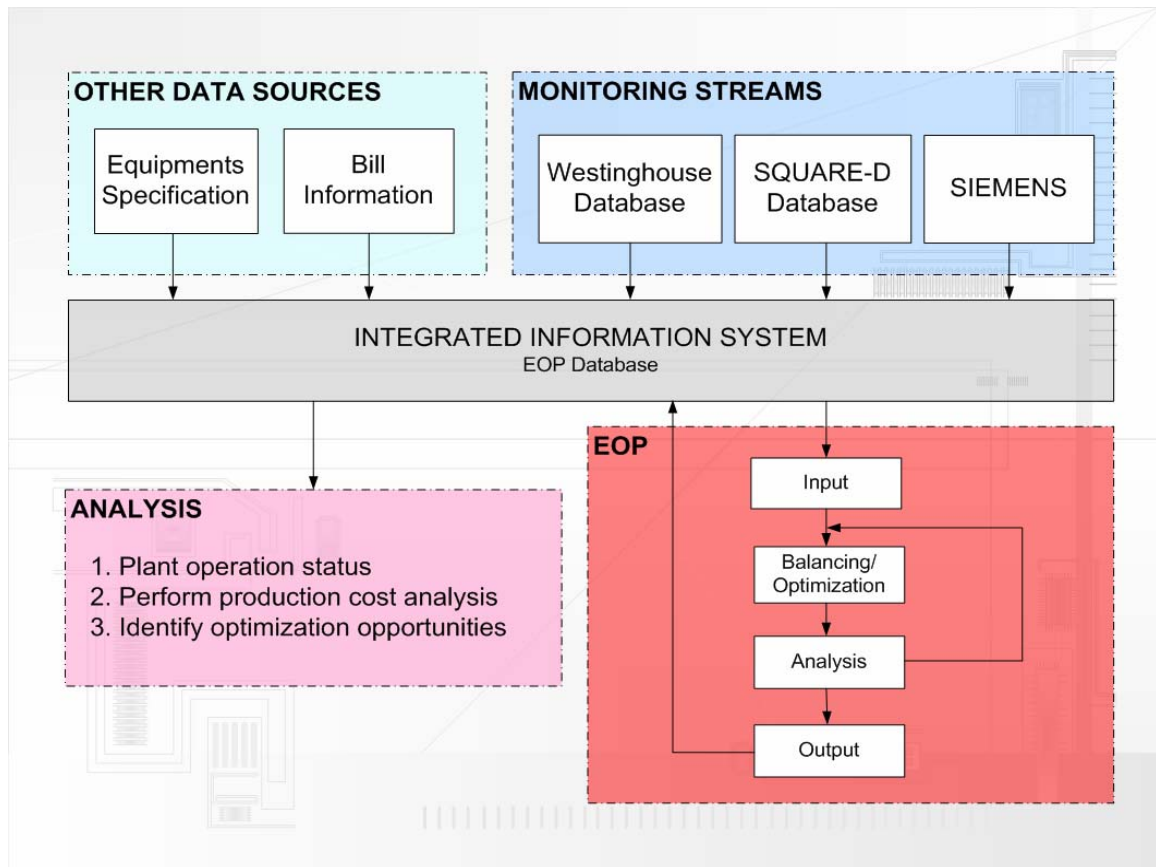 OTHER DATA SOURCES
Equipments
Specification
Bill
Information
MONITORING STREAMS
Westinghouse
Database
SQUARE-D
Database
SIEMENS
INTEGRATED INFORMATION SYSTEM
EOP Database
ANALYSIS
1. Plant operation status
2. Perform production cost analysis
3. Identify optimization opportunities
EOP
Input
Balancing/
Optimization
Analysis
Output